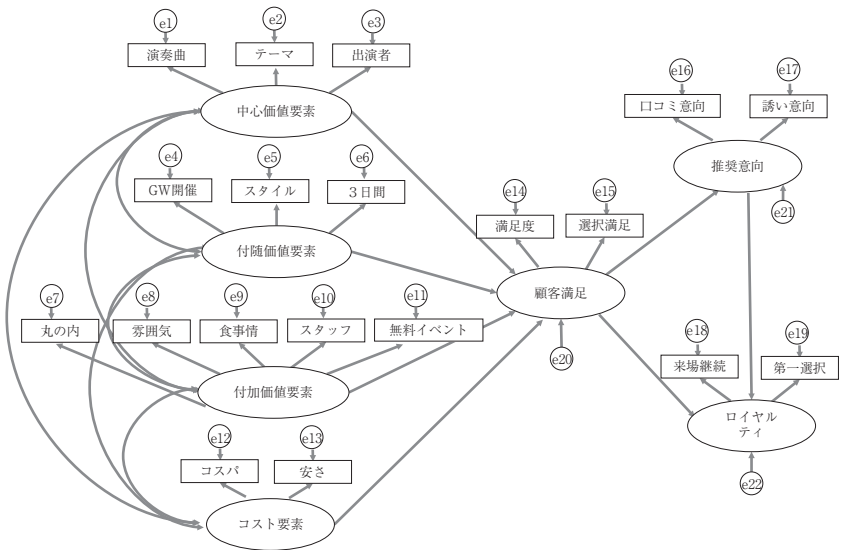 e1
e2
e3
演奏曲
テーマ
出演者
中心価値要素
e4
e5
e6
GW開催
スタイル
3日間
付随価値要素
e7
e8
e9
e10
e11
丸の内
雰囲気
食事情
スタッフ
無料イベント
付加価値要素
e12
e13
コスパ
安さ
コスト要素
e14
e15
満足度
選択満足
顧客満足
e20
e16
e17
口コミ意向
誘い意向
推奨意向
e21
e18
e19
来場継続
第一選択
ロイヤル
ティ
e22